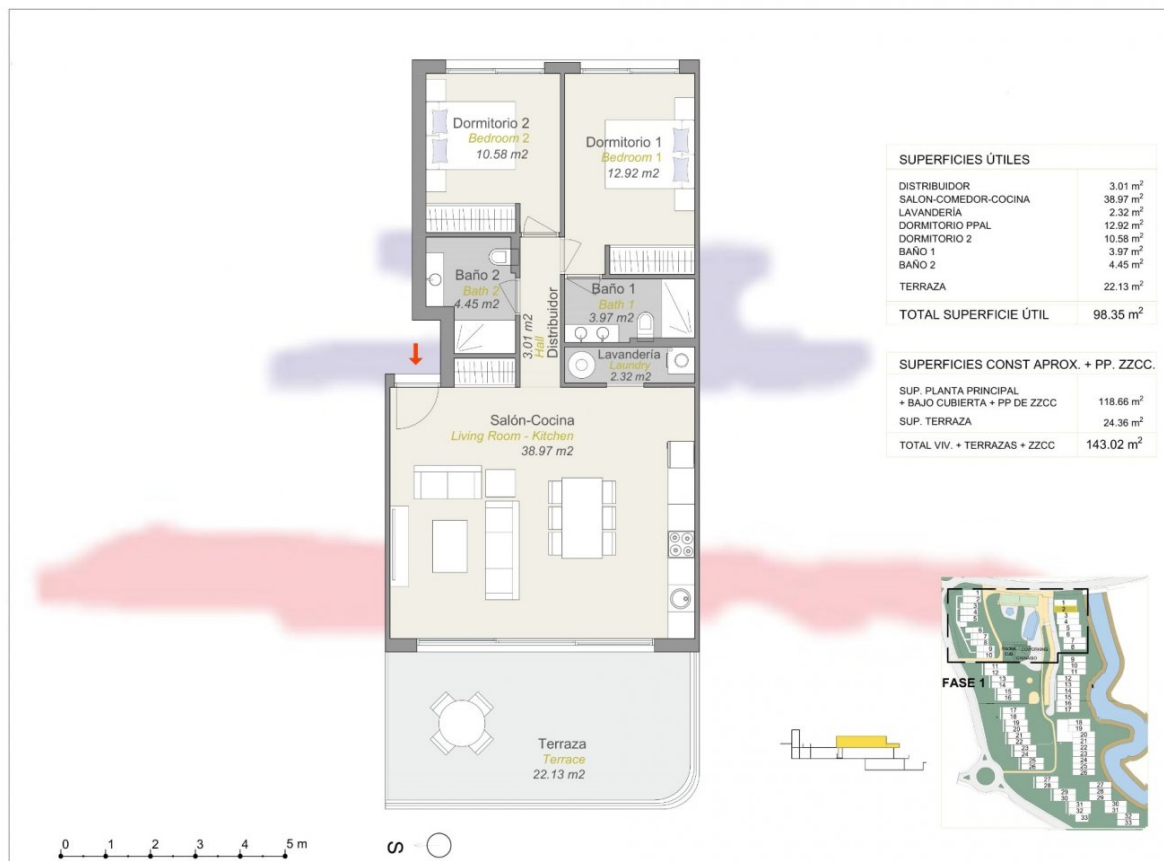 Dormitorio 2
Bedroom 2
10.58 m2
Dormitorio 1
Bedroom 1
12.92 m2
Baño 2
Bath 2
4.45 m2
Baño 1
Bath 1
3.97 m2
Distribuidor
Hall
3.01 m2
Lavandería
Laundry
2.32 m2
Salón-Cocina
Living Room - Kitchen
38.97 m2
Terraza
Terrace
22.13 m2
SUPERFICIES ÚTILES
DISTRIBUIDOR 3.01 m²
SALON-COMEDOR-COCINA 38.97 m²
LAVANDERÍA 2.32 m²
DORMITORIO PPAL 12.92 m²
DORMITORIO 2 10.58 m²
BAÑO 1 3.97 m²
BAÑO 2 4.45 m²
TERRAZA 22.13 m²
TOTAL SUPERFICIE ÚTIL 98.35 m²
SUPERFICIES CONST APROX. + PP. ZZCC.
SUP. PLANTA PRINCIPAL
+ BAJO CUBIERTA + PP DE ZZCC 118.66 m²
SUP. TERRAZA 24.36 m²
TOTAL VIV. + TERRAZAS + ZZCC 143.02 m²
FASE 1
0 1 2 3 4 5 m
S